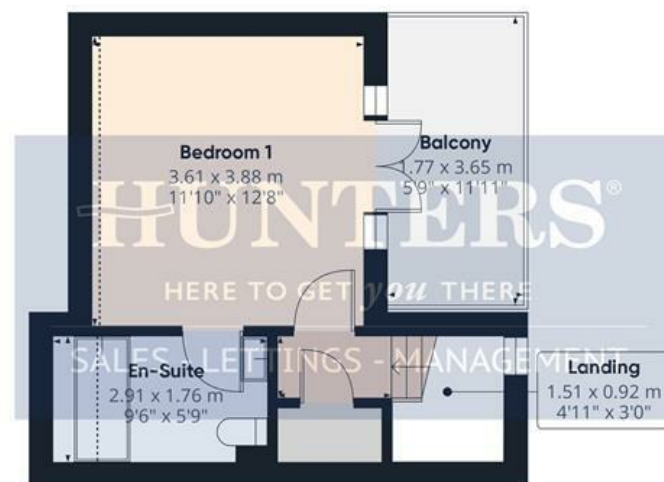 Bedroom 1
3.61 x 3.88 m
11'10" x 12'8"
Balcony
1.77 x 3.65 m
5'9" x 11'11"
HUNTERS®
HERE TO GET you THERE
SALES - LETTINGS - MANAGEMENT
En-Suite
2.91 x 1.76 m
9'6" x 5'9"
Landing
1.51 x 0.92 m
4'11" x 3'0"